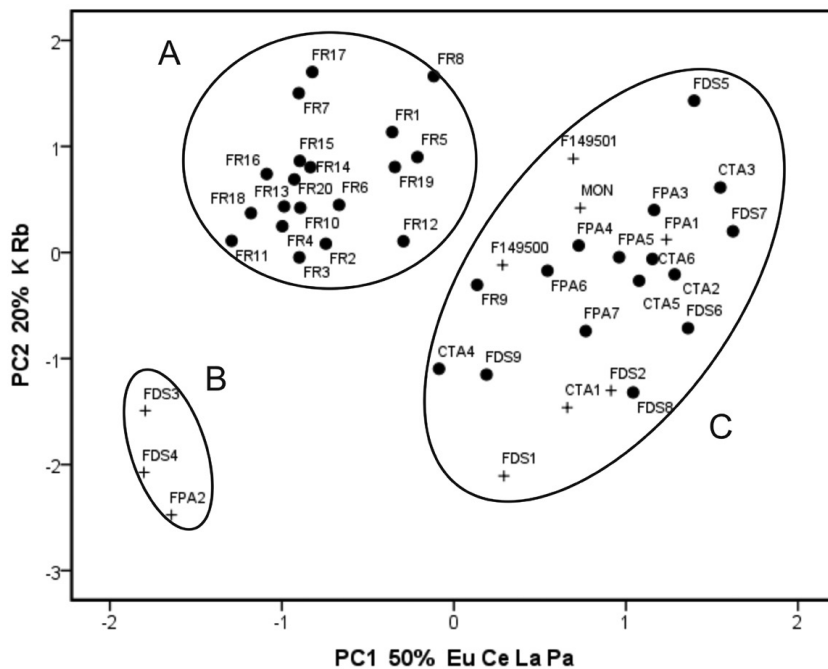 A
FR17
FR8
FR7
FR1
FR5
FR15
FR14
FR16
FR19
FR13
FR20
FR6
FR18
FR10
FR12
FR11
FR4
FR2
FR3
B
FDS3
FDS4
FPA2
C
FDS5
F149501
CTA3
MON
FPA3
FPA1
FDS7
FPA4
FPA5
F149500
CTA6
CTA2
FPA6
CTA5
FR9
FDS6
FPA7
CTA4
FDS9
FDS2
CTA1
FDS8
FDS1
2
1
0
-1
-2
-3
PC2 20% K Rb
-2
-1
0
1
2
PC1 50% Eu Ce La Pa